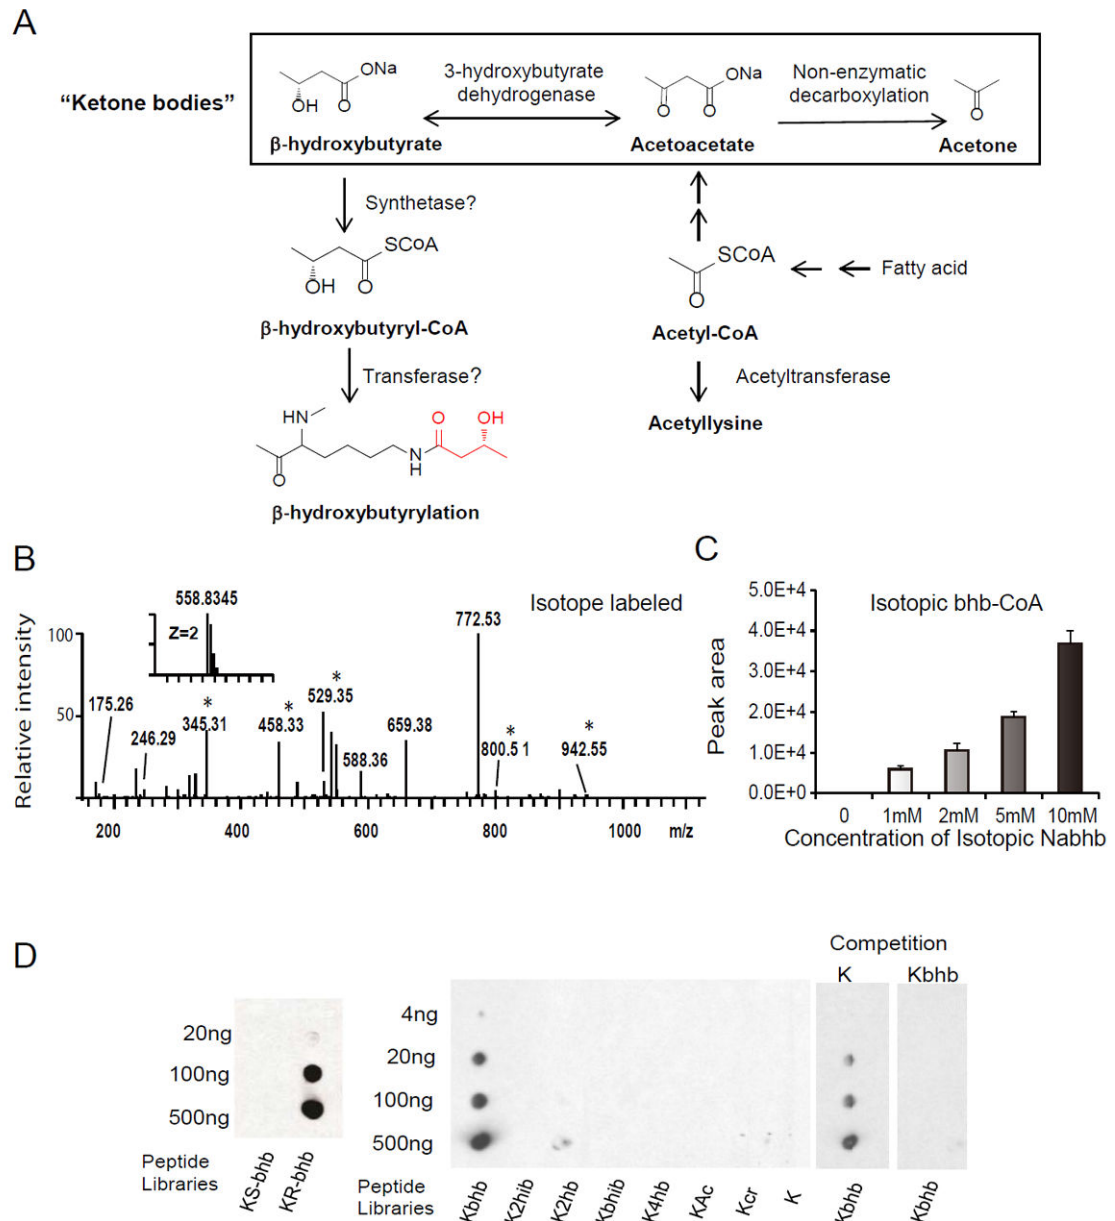 A
"Ketone bodies"
ONa
OH
O
β-hydroxybutyrate
3-hydroxybutyrate
dehydrogenase
ONa
O
O
Acetoacetate
Non-enzymatic
decarboxylation
O
Acetone
Synthetase?
SCoA
OH
O
β-hydroxybutyryl-CoA
SCoA
O
Fatty acid
Acetyl-CoA
Transferase?
Acetyltransferase
Acetyllysine
HN
O
N
H
O
OH
β-hydroxybutyrylation
B
Isotope labeled
Relative intensity
100
50
558.8345
Z=2
175.26
246.29
*
345.31
*
458.33
*
529.35
588.36
659.38
772.53
*
800.5 1
*
942.55
200
400
600
800
1000
m/z
C
Isotopic bhb-CoA
Peak area
5.0E+4
4.0E+4
3.0E+4
2.0E+4
1.0E+4
0.0E+0
0
1mM
2mM
5mM
10mM
Concentration of Isotopic Nabhb
D
20ng
100ng
500ng
Peptide
Libraries
KS-bhb
KR-bhb
4ng
20ng
100ng
500ng
Peptide
Libraries
Kbhb
K2hib
K2hb
Kbhib
K4hb
KAc
Kcr
K
Competition
K
Kbhb
Kbhb
Kbhb